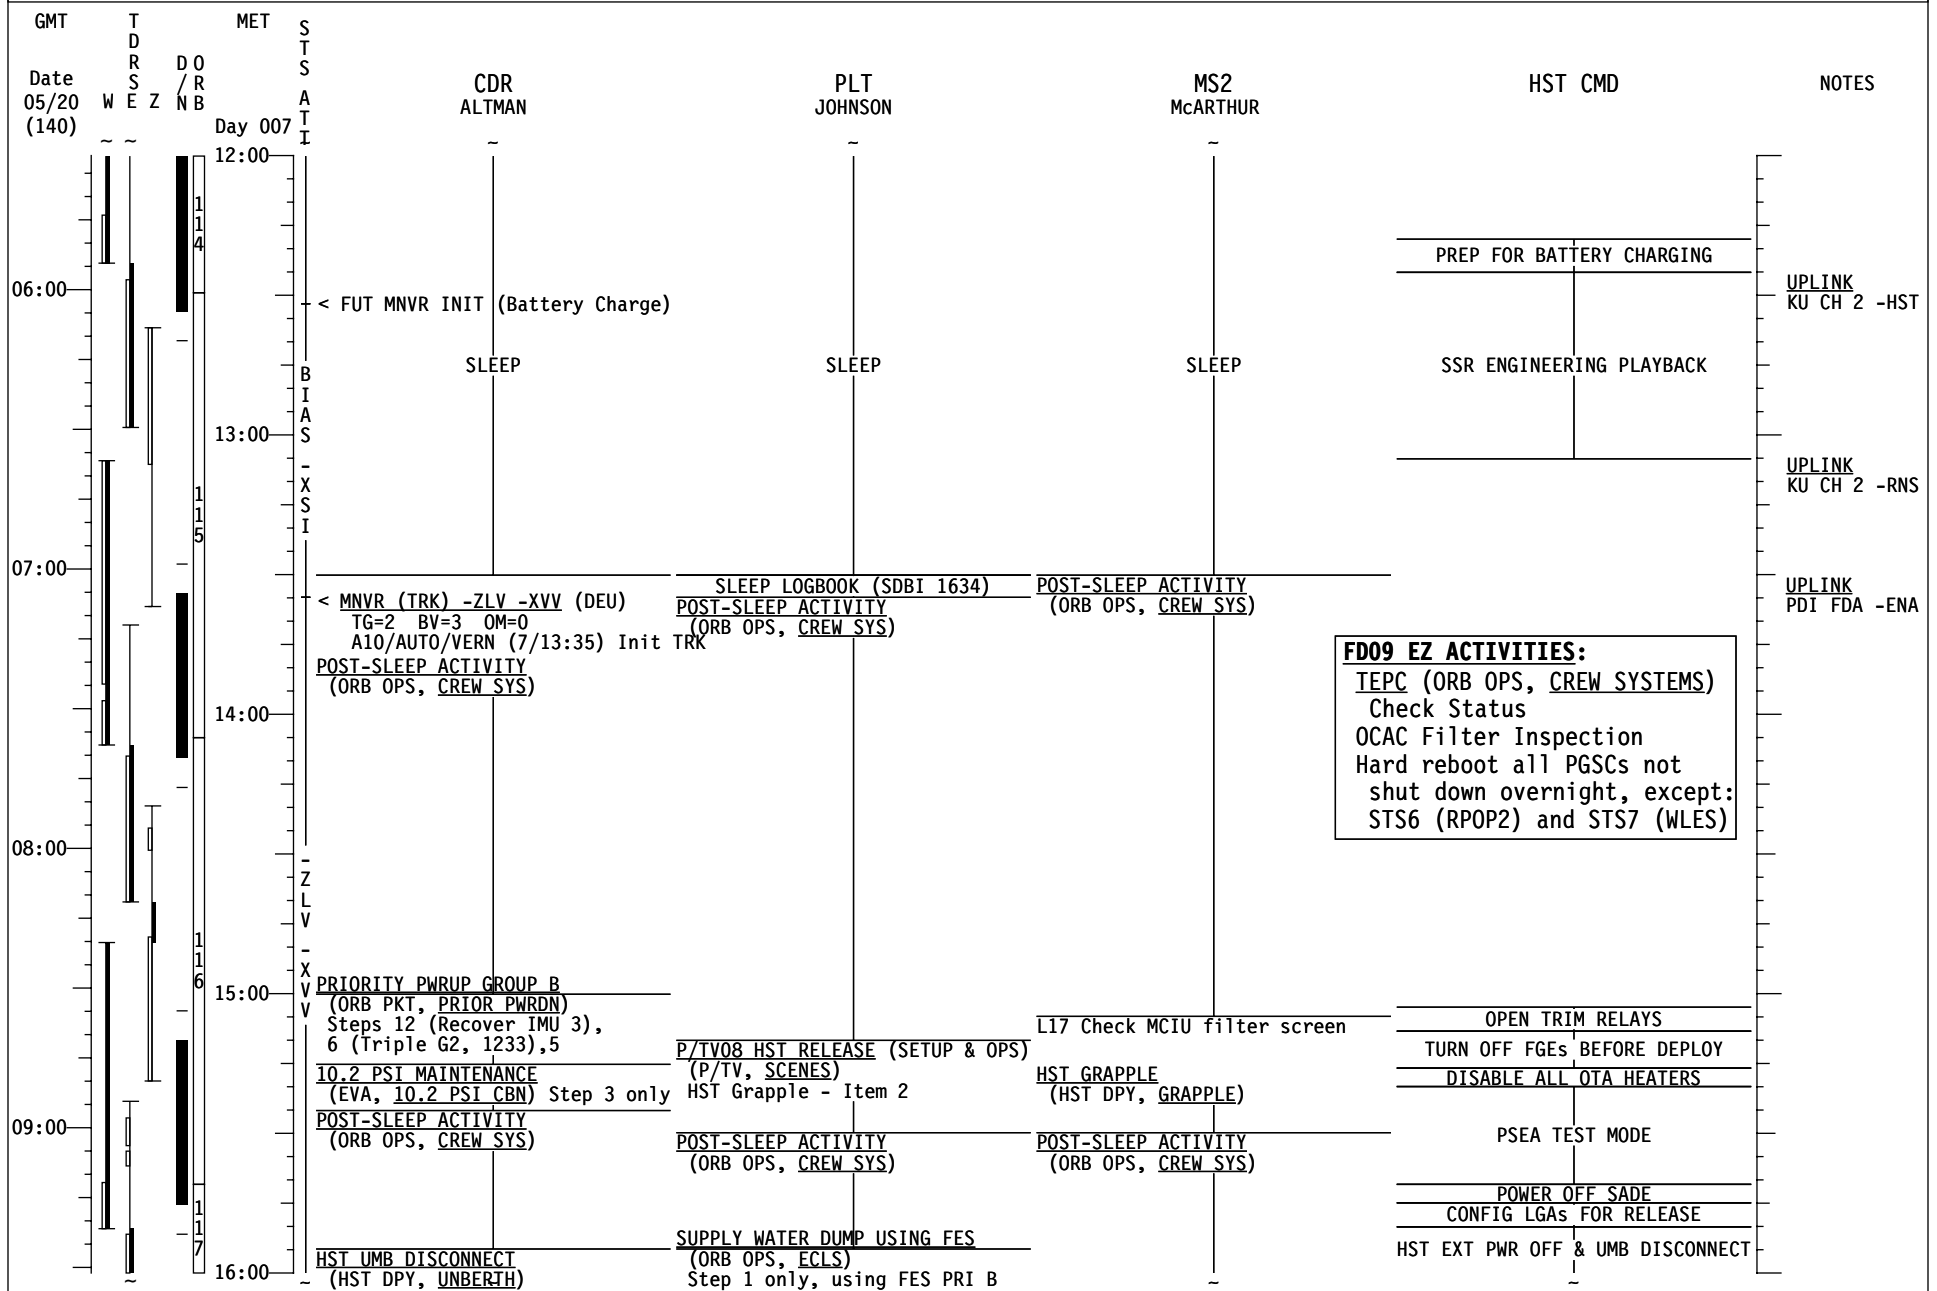 GMT
TDRS
MET
STS ATT
Date
05/20
(140)
W E Z
D/N
ORB
Day 007
CDR
ALTMAN
PLT
JOHNSON
MS2
McARTHUR
HST CMD
NOTES
~ ~ ~ ~ ~ ~
12:00
114
PREP FOR BATTERY CHARGING
06:00
UPLINK
KU CH 2 -HST
< FUT MNVR INIT (Battery Charge)
SLEEP
SLEEP
SLEEP
SSR ENGINEERING PLAYBACK
BIAS -XSI
13:00
UPLINK
KU CH 2 -RNS
115
07:00
UPLINK
PDI FDA -ENA
< MNVR (TRK) -ZLV -XVV (DEU)
TG=2 BV=3 OM=0
A10/AUTO/VERN (7/13:35) Init TRK
POST-SLEEP ACTIVITY
(ORB OPS, CREW SYS)
SLEEP LOGBOOK (SDBI 1634)
POST-SLEEP ACTIVITY
(ORB OPS, CREW SYS)
POST-SLEEP ACTIVITY
(ORB OPS, CREW SYS)
FD09 EZ ACTIVITIES:
TEPC (ORB OPS, CREW SYSTEMS)
Check Status
OCAC Filter Inspection
Hard reboot all PGSCs not
shut down overnight, except:
STS6 (RPOP2) and STS7 (WLES)
14:00
08:00
-ZLV -XVV
116
15:00
PRIORITY PWRUP GROUP B
(ORB PKT, PRIOR PWRDN)
Steps 12 (Recover IMU 3),
6 (Triple G2, 1233),5
10.2 PSI MAINTENANCE
(EVA, 10.2 PSI CBN) Step 3 only
POST-SLEEP ACTIVITY
(ORB OPS, CREW SYS)
P/TV08 HST RELEASE (SETUP & OPS)
(P/TV, SCENES)
HST Grapple - Item 2
POST-SLEEP ACTIVITY
(ORB OPS, CREW SYS)
L17 Check MCIU filter screen
HST GRAPPLE
(HST DPY, GRAPPLE)
POST-SLEEP ACTIVITY
(ORB OPS, CREW SYS)
OPEN TRIM RELAYS
TURN OFF FGEs BEFORE DEPLOY
DISABLE ALL OTA HEATERS
PSEA TEST MODE
POWER OFF SADE
CONFIG LGAs FOR RELEASE
HST EXT PWR OFF & UMB DISCONNECT
09:00
117
HST UMB DISCONNECT
(HST DPY, UNBERTH)
SUPPLY WATER DUMP USING FES
(ORB OPS, ECLS)
Step 1 only, using FES PRI B
16:00
~ ~ ~ ~ ~